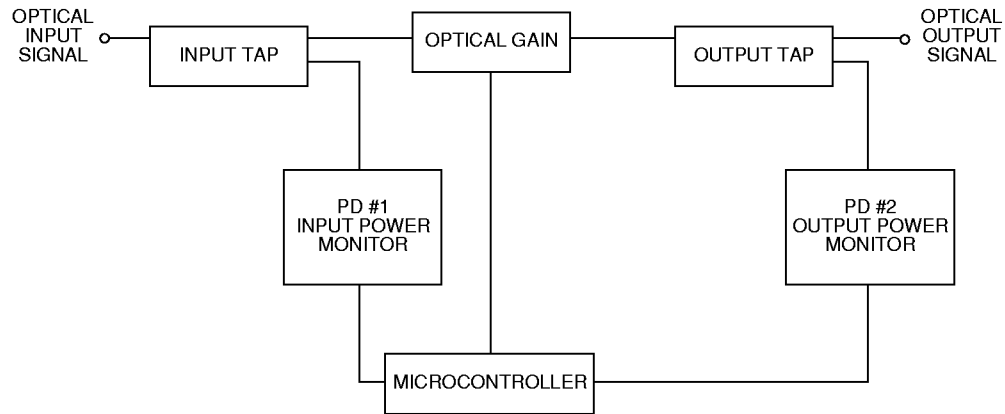 OPTICAL
INPUT
SIGNAL
INPUT TAP
OPTICAL GAIN
OUTPUT TAP
OPTICAL
OUTPUT
SIGNAL
PD #1
INPUT POWER
MONITOR
PD #2
OUTPUT POWER
MONITOR
MICROCONTROLLER